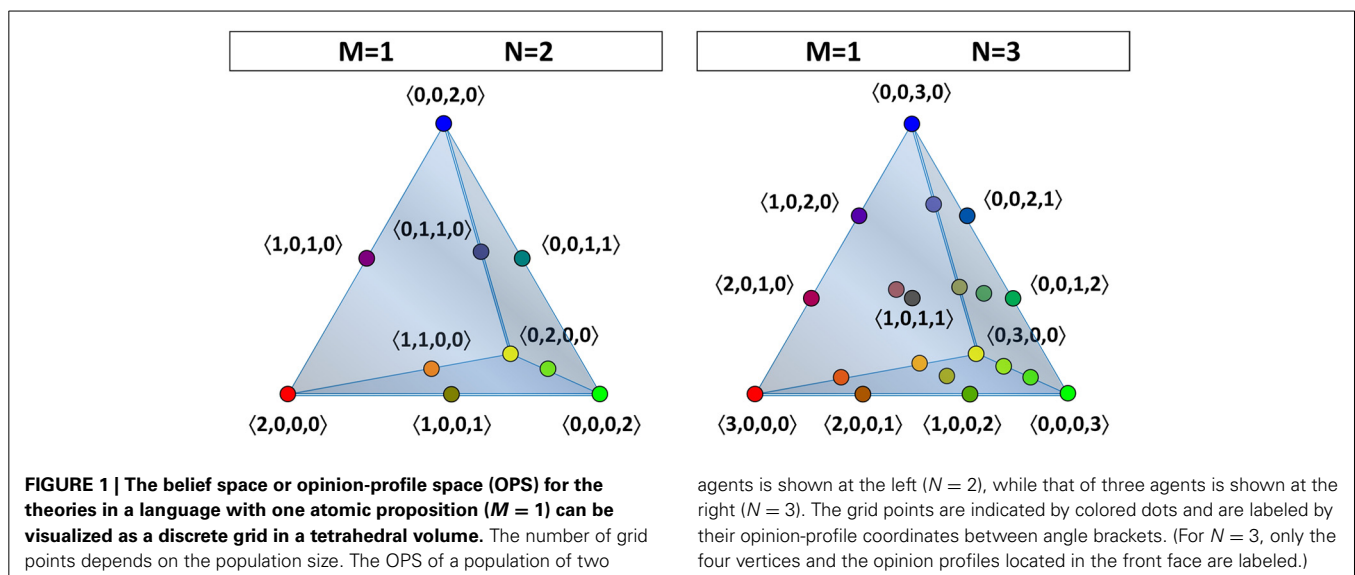 M=1 N=2
⟨0,0,2,0⟩
⟨1,0,1,0⟩ ⟨0,1,1,0⟩ ⟨0,0,1,1⟩
⟨1,1,0,0⟩ ⟨0,2,0,0⟩
⟨2,0,0,0⟩ ⟨1,0,0,1⟩ ⟨0,0,0,2⟩
M=1 N=3
⟨0,0,3,0⟩
⟨1,0,2,0⟩ ⟨0,0,2,1⟩
⟨2,0,1,0⟩ ⟨0,0,1,2⟩
⟨1,0,1,1⟩
⟨0,3,0,0⟩
⟨3,0,0,0⟩ ⟨2,0,0,1⟩ ⟨1,0,0,2⟩ ⟨0,0,0,3⟩
FIGURE 1 | The belief space or opinion-profile space (OPS) for the
theories in a language with one atomic proposition (M = 1) can be
visualized as a discrete grid in a tetrahedral volume. The number of grid
points depends on the population size. The OPS of a population of two
agents is shown at the left (N = 2), while that of three agents is shown at the
right (N = 3). The grid points are indicated by colored dots and are labeled by
their opinion-profile coordinates between angle brackets. (For N = 3, only the
four vertices and the opinion profiles located in the front face are labeled.)